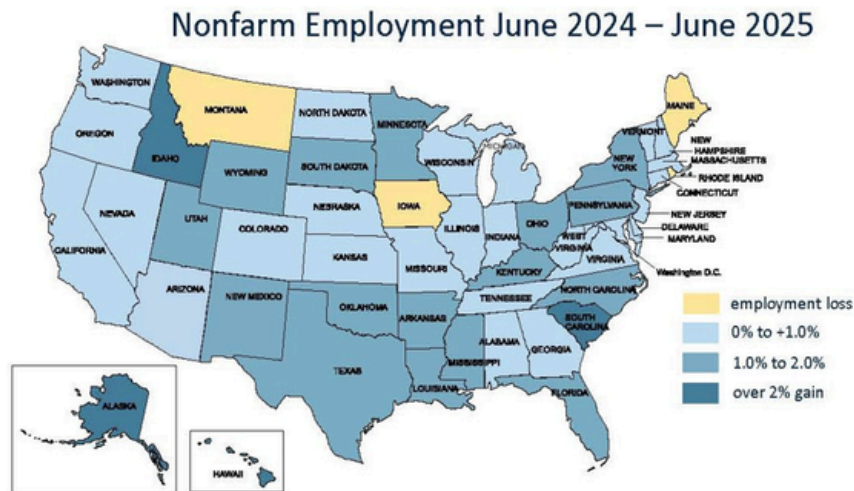 Nonfarm Employment June 2024 – June 2025
WASHINGTON
MONTANA
NORTH DAKOTA
MINNESOTA
MAINE
OREGON
IDAHO
WYOMING
SOUTH DAKOTA
WISCONSIN
MICHIGAN
VERMONT
NEW
HAMPSHIRE
MASSACHUSETTS
NEW
YORK
RHODE ISLAND
CONNECTICUT
NEVADA
UTAH
COLORADO
NEBRASKA
IOWA
ILLINOIS
INDIANA
OHIO
PENNSYLVANIA
NEW JERSEY
DELAWARE
MARYLAND
CALIFORNIA
KANSAS
MISSOURI
KENTUCKY
WEST
VIRGINIA
VIRGINIA
Washington D.C.
ARIZONA
NEW MEXICO
OKLAHOMA
ARKANSAS
TENNESSEE
NORTH CAROLINA
SOUTH
CAROLINA
TEXAS
LOUISIANA
MISSISSIPPI
ALABAMA
GEORGIA
FLORIDA
ALASKA
HAWAII
employment loss
0% to +1.0%
1.0% to 2.0%
over 2% gain